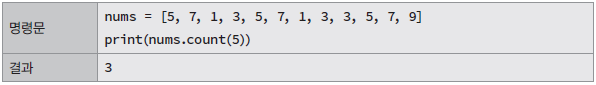 명령문
nums = [5, 7, 1, 3, 5, 7, 1, 3, 3, 5, 7, 9]
print(nums.count(5))
결과
3